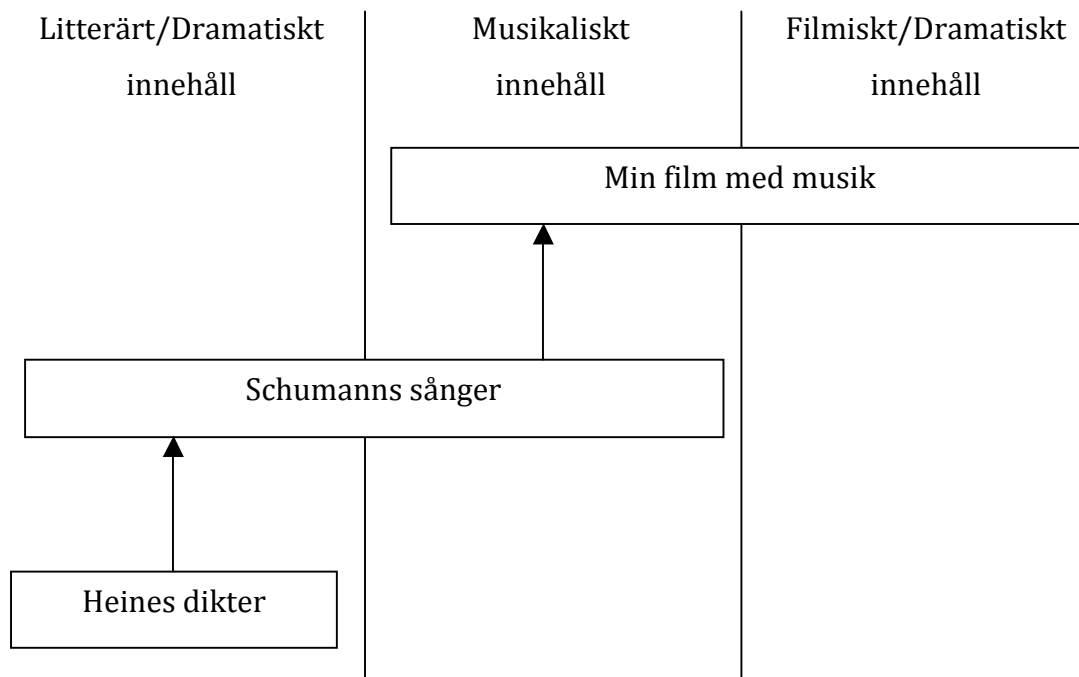 Litterärt/Dramatiskt
innehåll
Musikaliskt
innehåll
Filmiskt/Dramatiskt
innehåll
Min film med musik
Schumanns sånger
Heines dikter